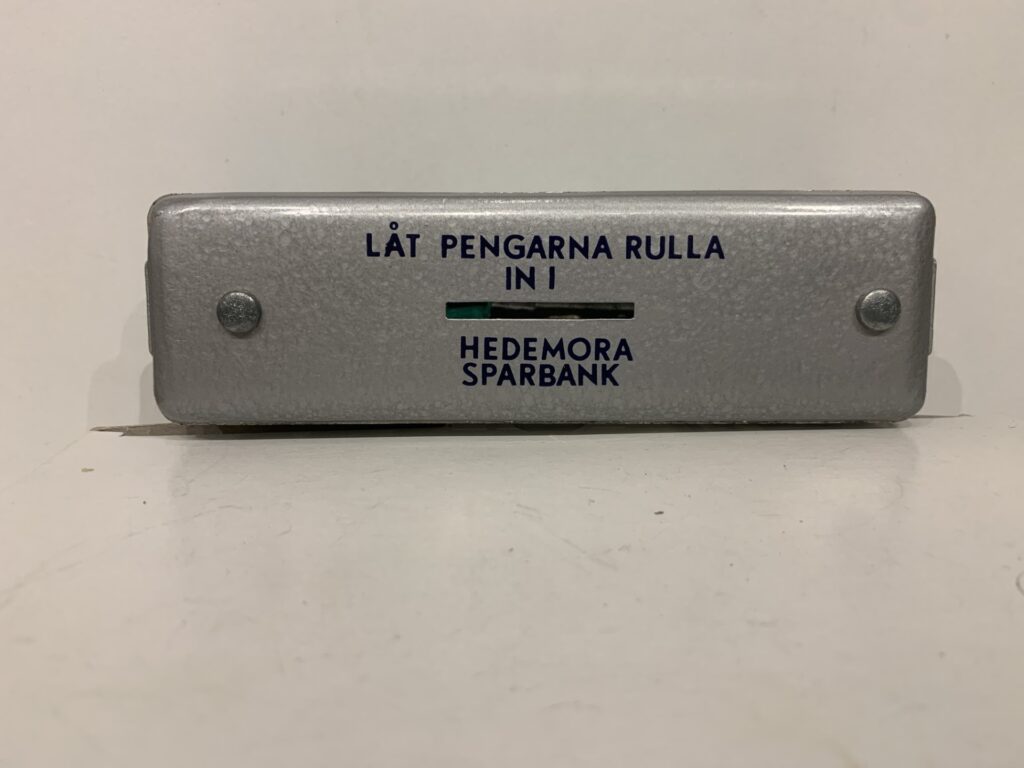 LÅT PENGARNA RULLA
IN I
HEDEMORA
SPARBANK